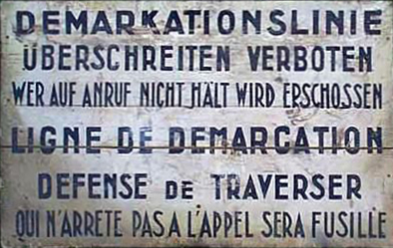 DEMARKATIONSLINIE
ÜBERSCHREITEN VERBOTEN
WER AUF ANRUF NICHT HÄLT WIRD ERSCHOSSEN
LIGNE DE DEMARCATION
DEFENSE DE TRAVERSER
QUI N'ARRETE PAS A L'APPEL SERA FUSILLE